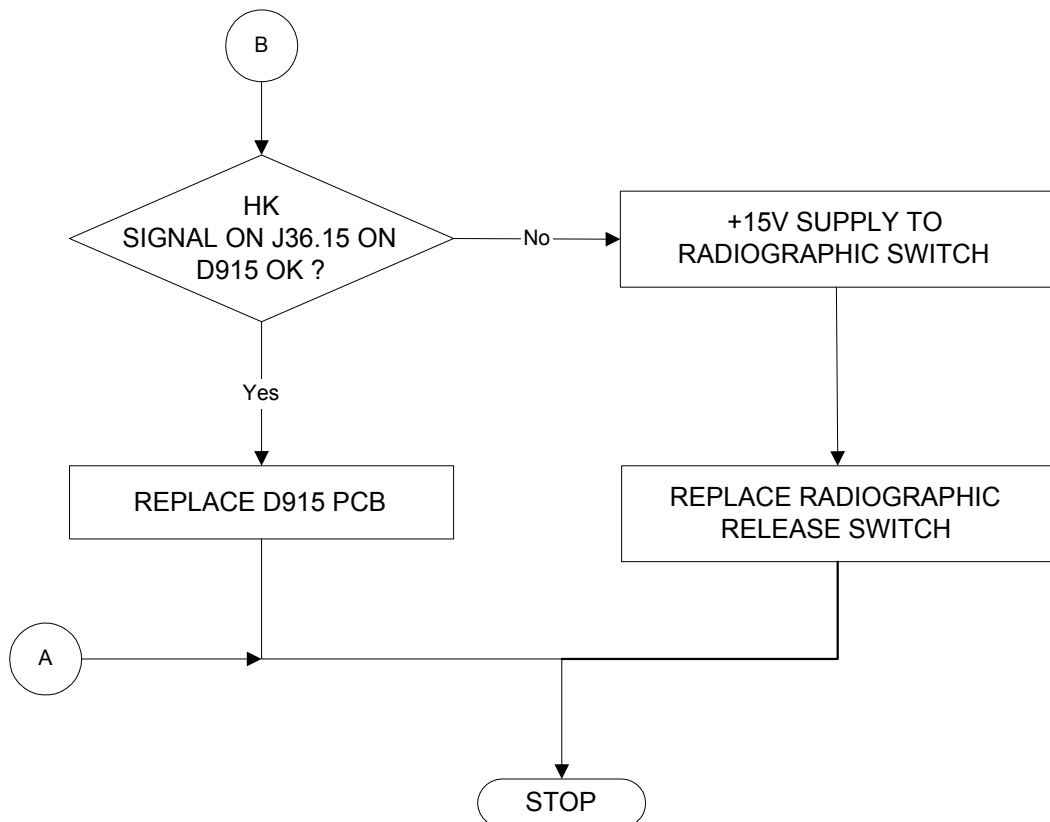 B
HK
SIGNAL ON J36.15 ON
D915 OK ?
No
+15V SUPPLY TO
RADIOGRAPHIC SWITCH
Yes
REPLACE D915 PCB
REPLACE RADIOGRAPHIC
RELEASE SWITCH
A
STOP